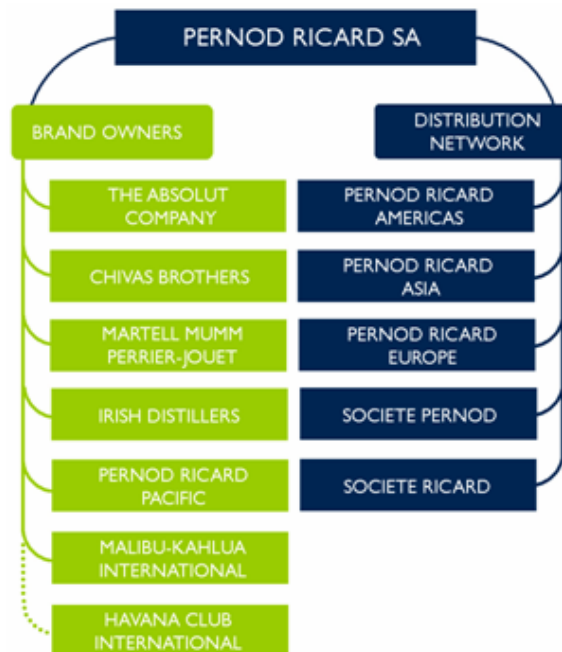 PERNOD RICARD SA
BRAND OWNERS
THE ABSOLUT
COMPANY
CHIVAS BROTHERS
MARTELL MUMM
PERRIER-JOUET
IRISH DISTILLERS
PERNOD RICARD
PACIFIC
MALIBU-KAHLUA
INTERNATIONAL
HAVANA CLUB
INTERNATIONAL
DISTRIBUTION
NETWORK
PERNOD RICARD
AMERICAS
PERNOD RICARD
ASIA
PERNOD RICARD
EUROPE
SOCIETE PERNOD
SOCIETE RICARD